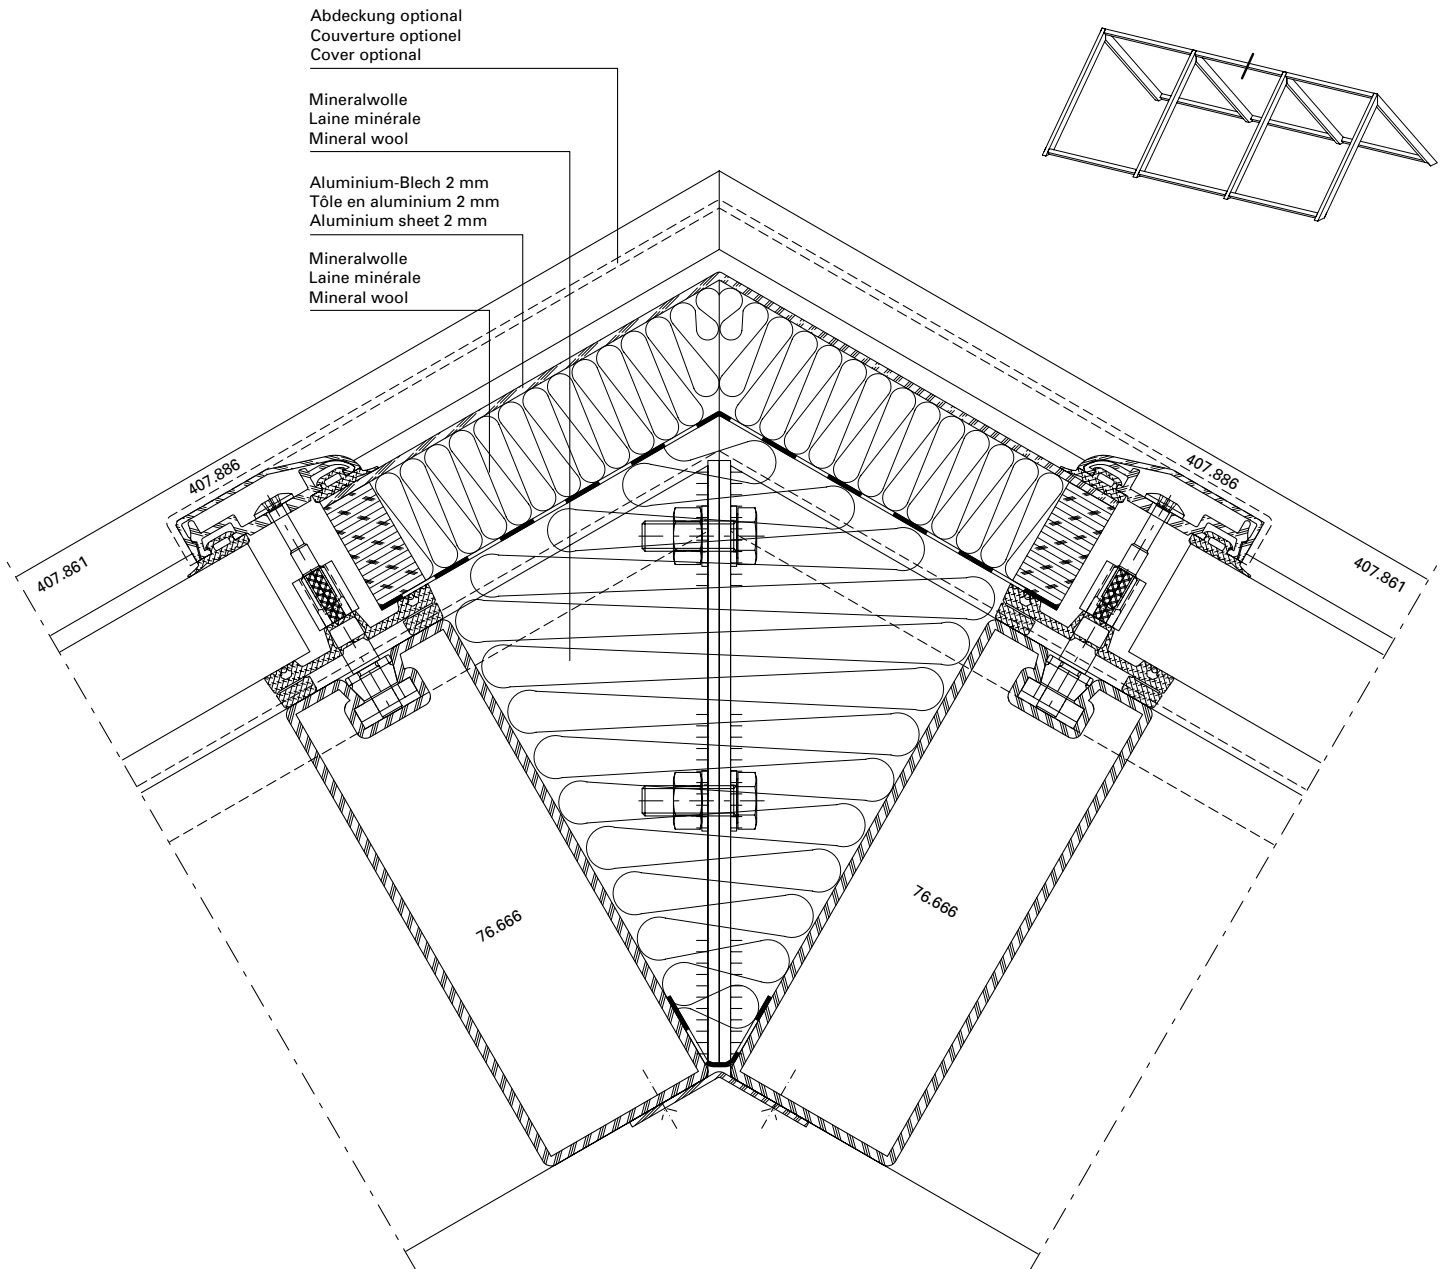 Abdeckung optional
Couverture optionel
Cover optional
Mineralwolle
Laine minérale
Mineral wool
Aluminium-Blech 2 mm
Tôle en aluminium 2 mm
Aluminium sheet 2 mm
Mineralwolle
Laine minérale
Mineral wool
407.886
407.886
407.861
407.861
76.666
76.666